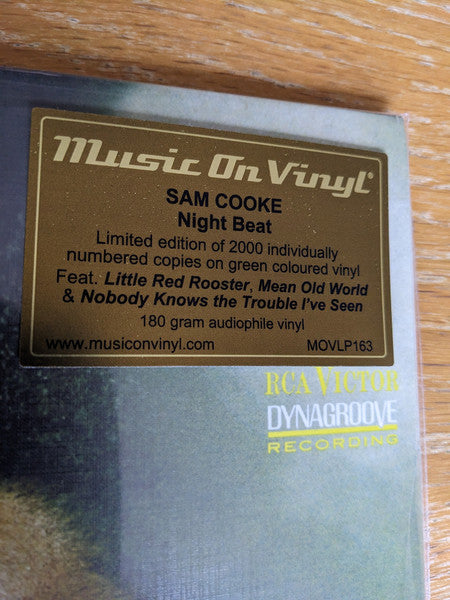 Music On Vinyl®
SAM COOKE
Night Beat
Limited edition of 2000 individually
numbered copies on green coloured vinyl
Feat. Little Red Rooster, Mean Old World
& Nobody Knows the Trouble I've Seen
180 gram audiophile vinyl
www.musiconvinyl.com MOVLP163
RCA VICTOR
DYNAGROOVE
RECORDING